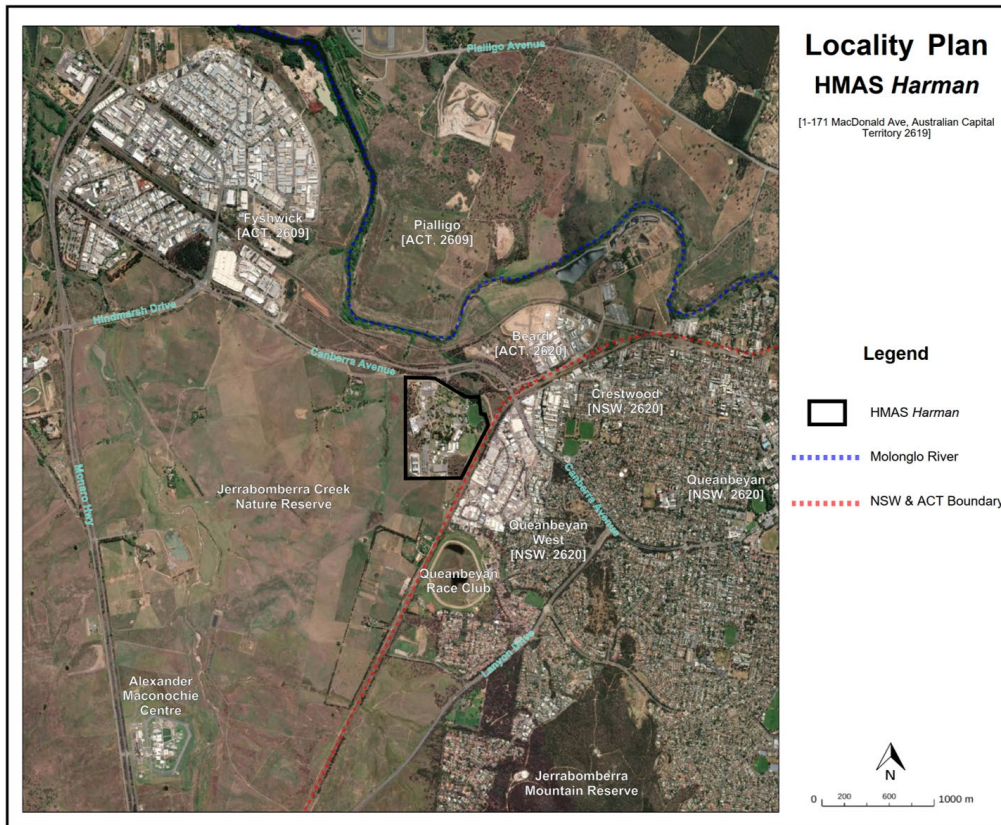 Locality Plan
HMAS Harman
[1-171 MacDonald Ave, Australian Capital
Territory 2619]
Pialligo Avenue
Fyshwick
[ACT, 2609]
Pialligo
[ACT, 2609]
Hindmarsh Drive
Canberra Avenue
Beard
[ACT, 2620]
Crestwood
[NSW, 2620]
Monaro Hwy
Jerrabomberra Creek
Nature Reserve
Canberra Avenue
Queanbeyan
[NSW, 2620]
Queanbeyan
West
[NSW, 2620]
Queanbeyan
Race Club
Lanyon Drive
Alexander
Maconochie
Centre
Jerrabomberra
Mountain Reserve
Legend
HMAS Harman
Molonglo River
NSW & ACT Boundary
N
0 200 600 1000 m